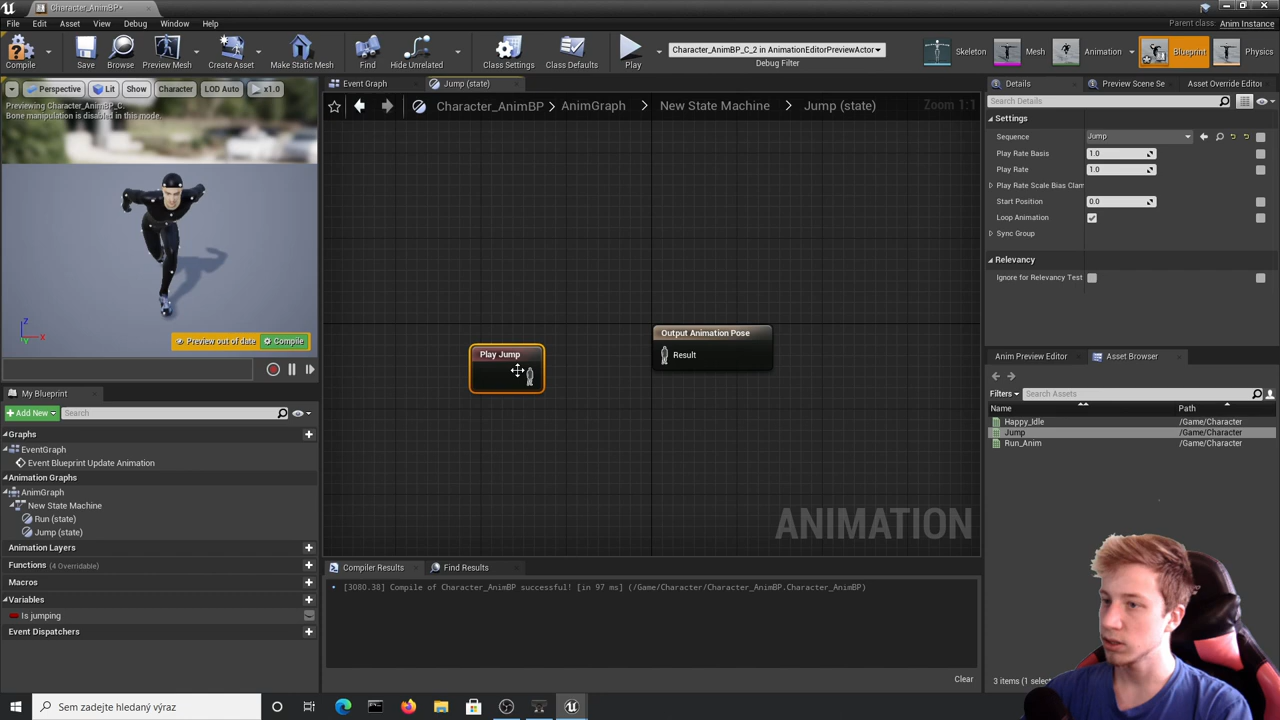 Character_AnimBP*
File Edit Asset View Debug Window Help
Parent class: Anim Instance
Compile Save Browse Preview Mesh Create Asset Make Static Mesh Find Hide Unrelated Class Settings Class Defaults Play
Character_AnimBP_C_2 in AnimationEditorPreviewActor
Debug Filter
Skeleton Mesh Animation Blueprint Physics
Perspective Lit Show Character LOD Auto x1.0
Previewing Character_AnimBP_C.
Bone manipulation is disabled in this mode.
Z
X
Y
Preview out of date Compile
My Blueprint
Add New Search
Graphs
EventGraph
Event Blueprint Update Animation
Animation Graphs
AnimGraph
New State Machine
Run (state)
Jump (state)
Animation Layers
Functions (4 Overridable)
Macros
Variables
Is jumping
Event Dispatchers
Event Graph Jump (state)
Character_AnimBP > AnimGraph > New State Machine > Jump (state)
Zoom 1:1
Play Jump
Output Animation Pose
Result
ANIMATION
Compiler Results Find Results
[3080.38] Compile of Character_AnimBP successful! [in 97 ms] (/Game/Character/Character_AnimBP.Character_AnimBP)
Clear
Details Preview Scene Se Asset Override Editor
Search Details
Settings
Sequence Jump
Play Rate Basis 1.0
Play Rate 1.0
Play Rate Scale Bias Clam
Start Position 0.0
Loop Animation
Sync Group
Relevancy
Ignore for Relevancy Test
Anim Preview Editor Asset Browser
Filters Search Assets
Name Path
Happy_Idle /Game/Character
Jump /Game/Character
Run_Anim /Game/Character
3 items (1 selec
Sem zadejte hledaný výraz